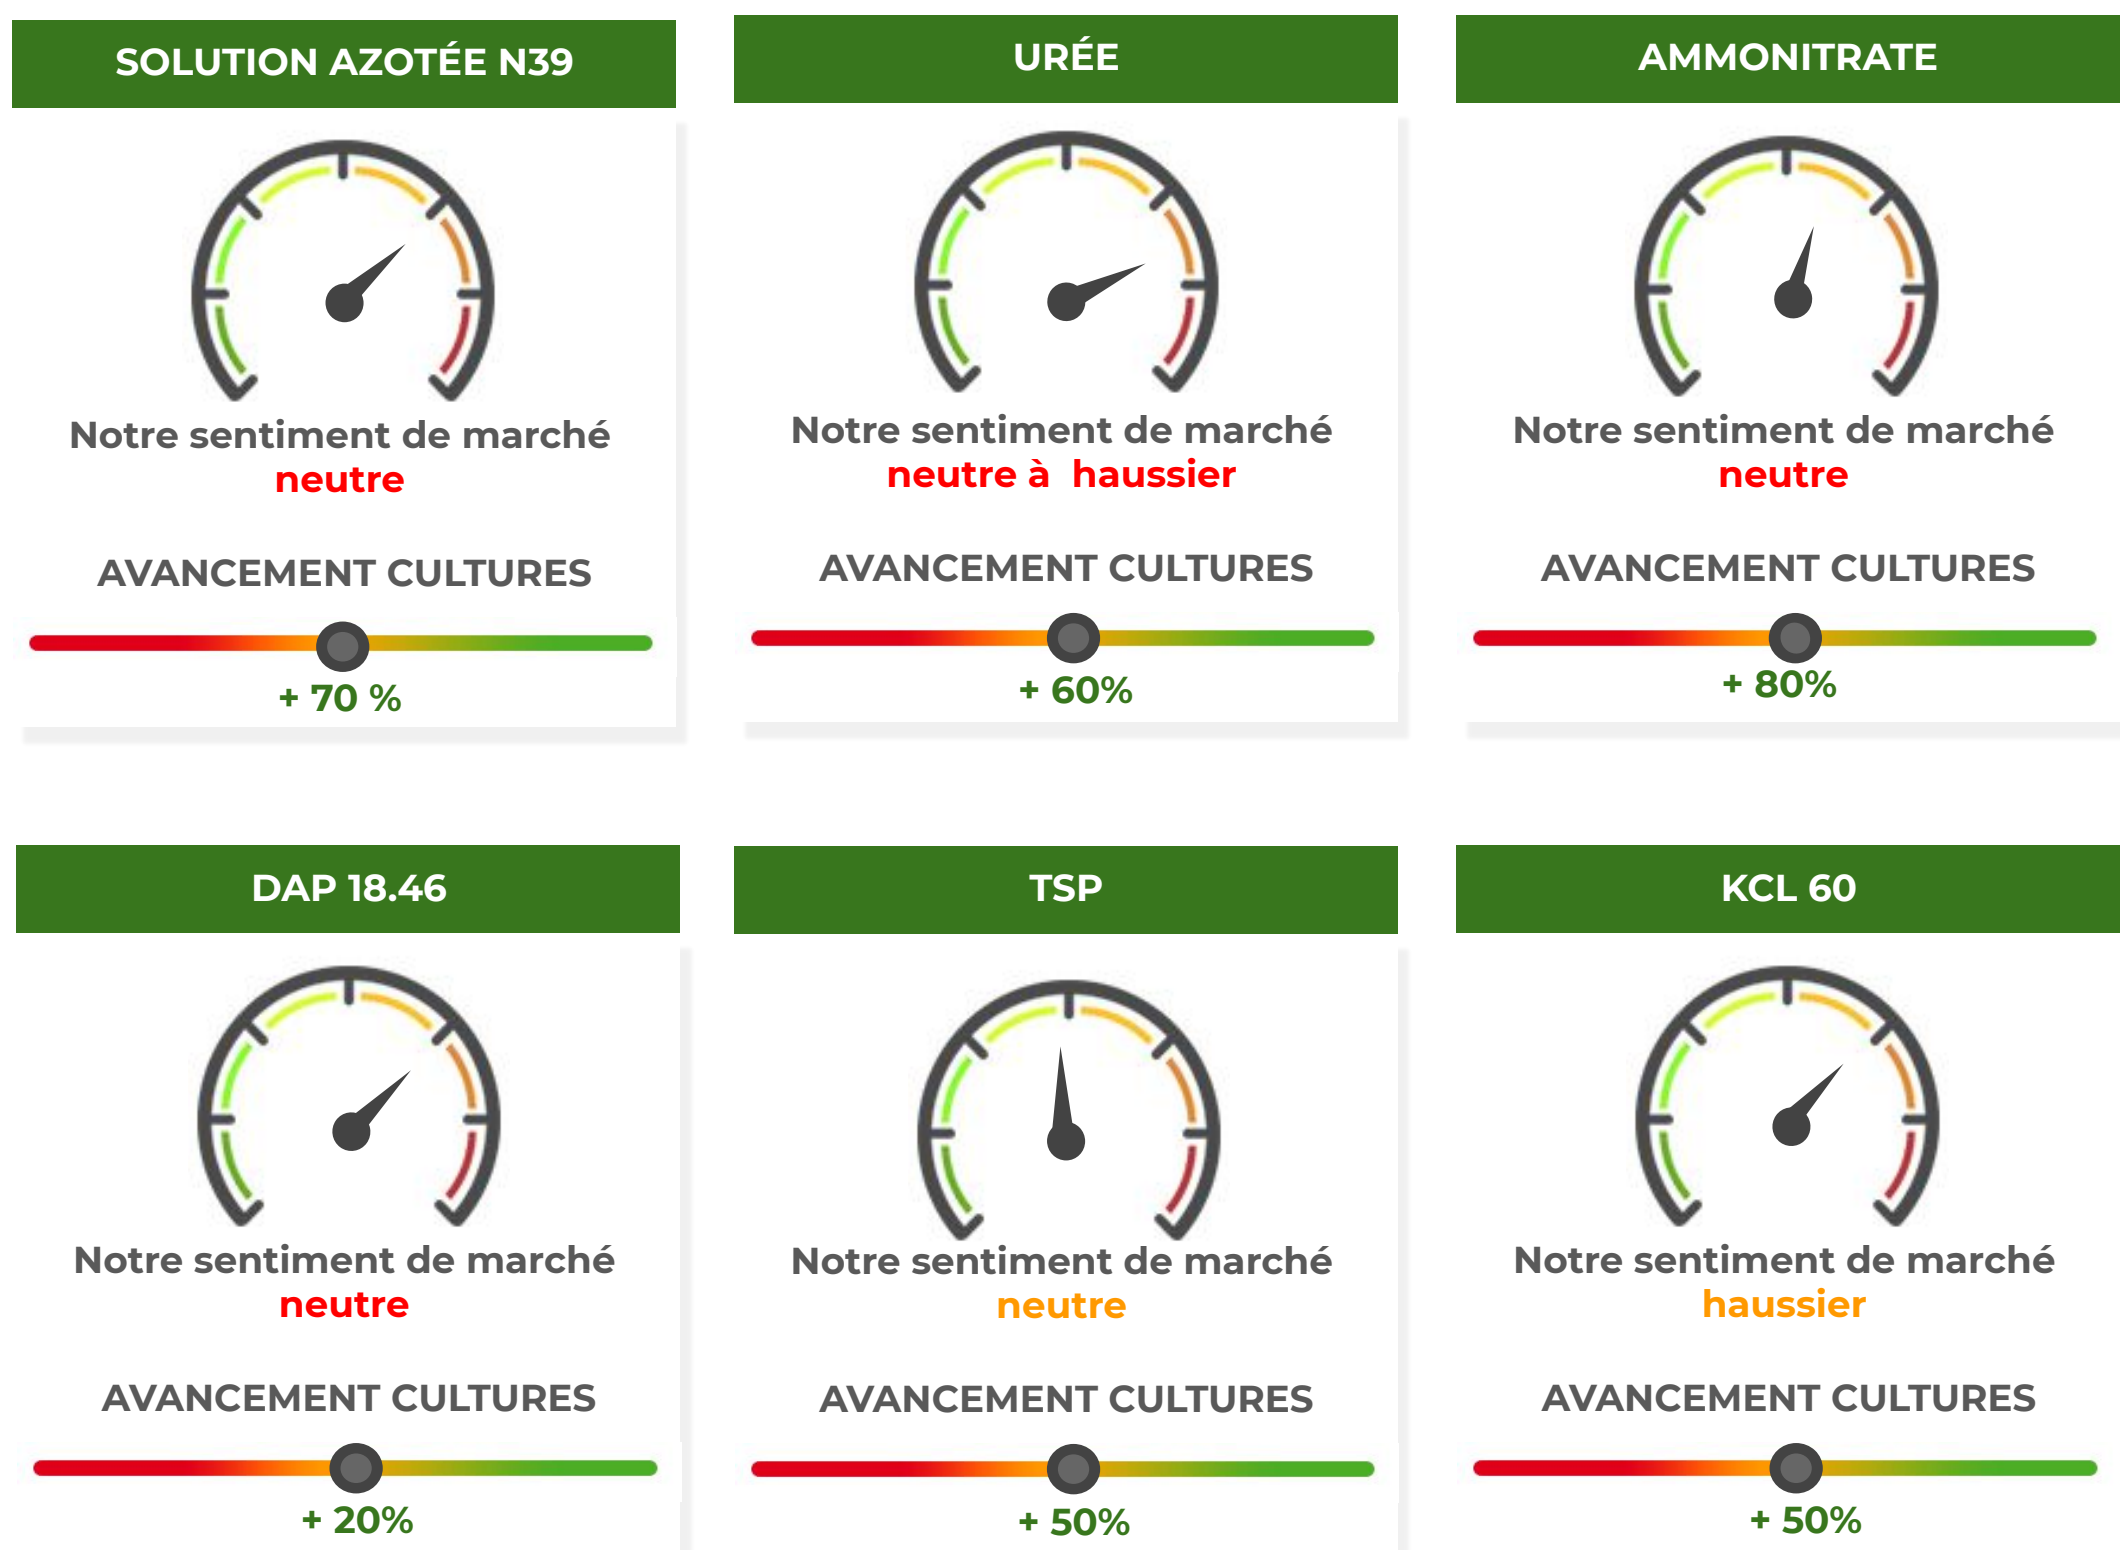 SOLUTION AZOTÉE N39
Notre sentiment de marché
neutre
AVANCEMENT CULTURES
+ 70 %
URÉE
Notre sentiment de marché
neutre à  haussier
AVANCEMENT CULTURES
+ 60%
AMMONITRATE
Notre sentiment de marché
neutre
AVANCEMENT CULTURES
+ 80%
DAP 18.46
Notre sentiment de marché
neutre
AVANCEMENT CULTURES
+ 20%
TSP
Notre sentiment de marché
neutre
AVANCEMENT CULTURES
+ 50%
KCL 60
Notre sentiment de marché
haussier
AVANCEMENT CULTURES
+ 50%